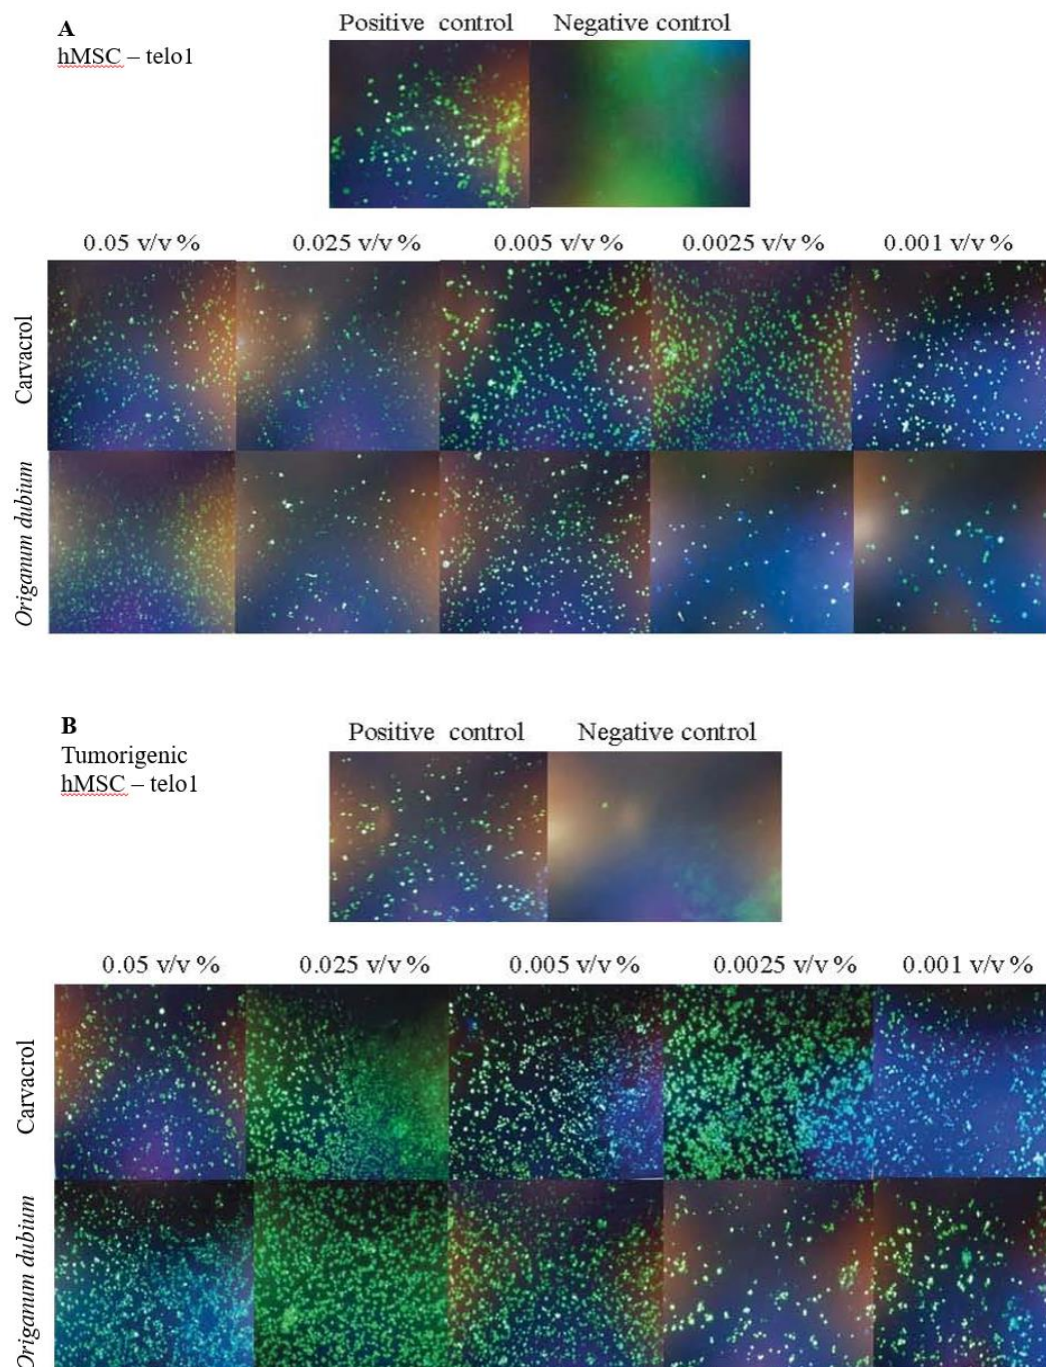 A
hMSC – telo1
Positive control Negative control
0.05 v/v % 0.025 v/v % 0.005 v/v % 0.0025 v/v % 0.001 v/v %
Carvacrol
Origanum dubium
B
Tumorigenic
hMSC – telo1
Positive control Negative control
0.05 v/v % 0.025 v/v % 0.005 v/v % 0.0025 v/v % 0.001 v/v %
Carvacrol
Origanum dubium